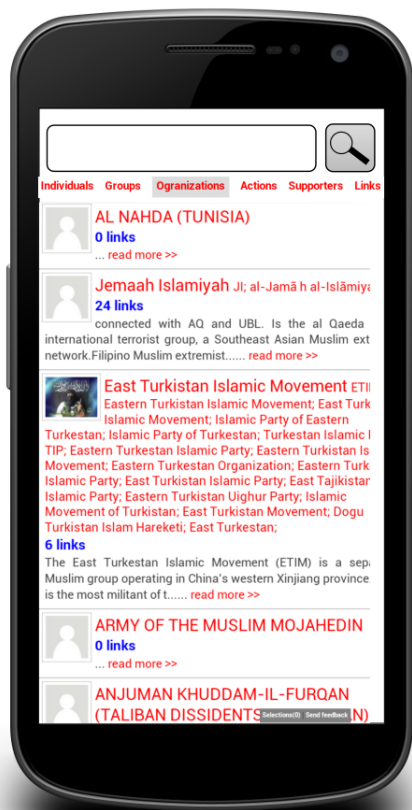 Individuals Groups Ogranizations Actions Supporters Links
AL NAHDA (TUNISIA)
0 links
... read more >>
Jemaah Islamiyah JI; al-Jamā h al-Islāmiya
24 links
connected with AQ and UBL. Is the al Qaeda
international terrorist group, a Southeast Asian Muslim ext
network.Filipino Muslim extremist...... read more >>
East Turkistan Islamic Movement ETI
Eastern Turkistan Islamic Movement; East Turk
Islamic Movement; Islamic Party of Eastern
Turkestan; Islamic Party of Turkestan; Turkestan Islamic
TIP; Eastern Turkestan Islamic Party; Eastern Turkistan Is
Movement; Eastern Turkestan Organization; Eastern Turk
Islamic Party; East Turkistan Islamic Party; East Tajikistan
Islamic Party; Eastern Turkistan Uighur Party; Islamic
Movement of Turkistan; East Turkistan Movement; Dogu
Turkistan Islam Hareketi; East Turkestan;
6 links
The East Turkestan Islamic Movement (ETIM) is a sepa
Muslim group operating in China's western Xinjiang province
is the most militant of t...... read more >>
ARMY OF THE MUSLIM MOJAHEDIN
0 links
... read more >>
ANJUMAN KHUDDAM-IL-FURQAN
(TALIBAN DISSIDENTS N)
Selections(0) Send feedback